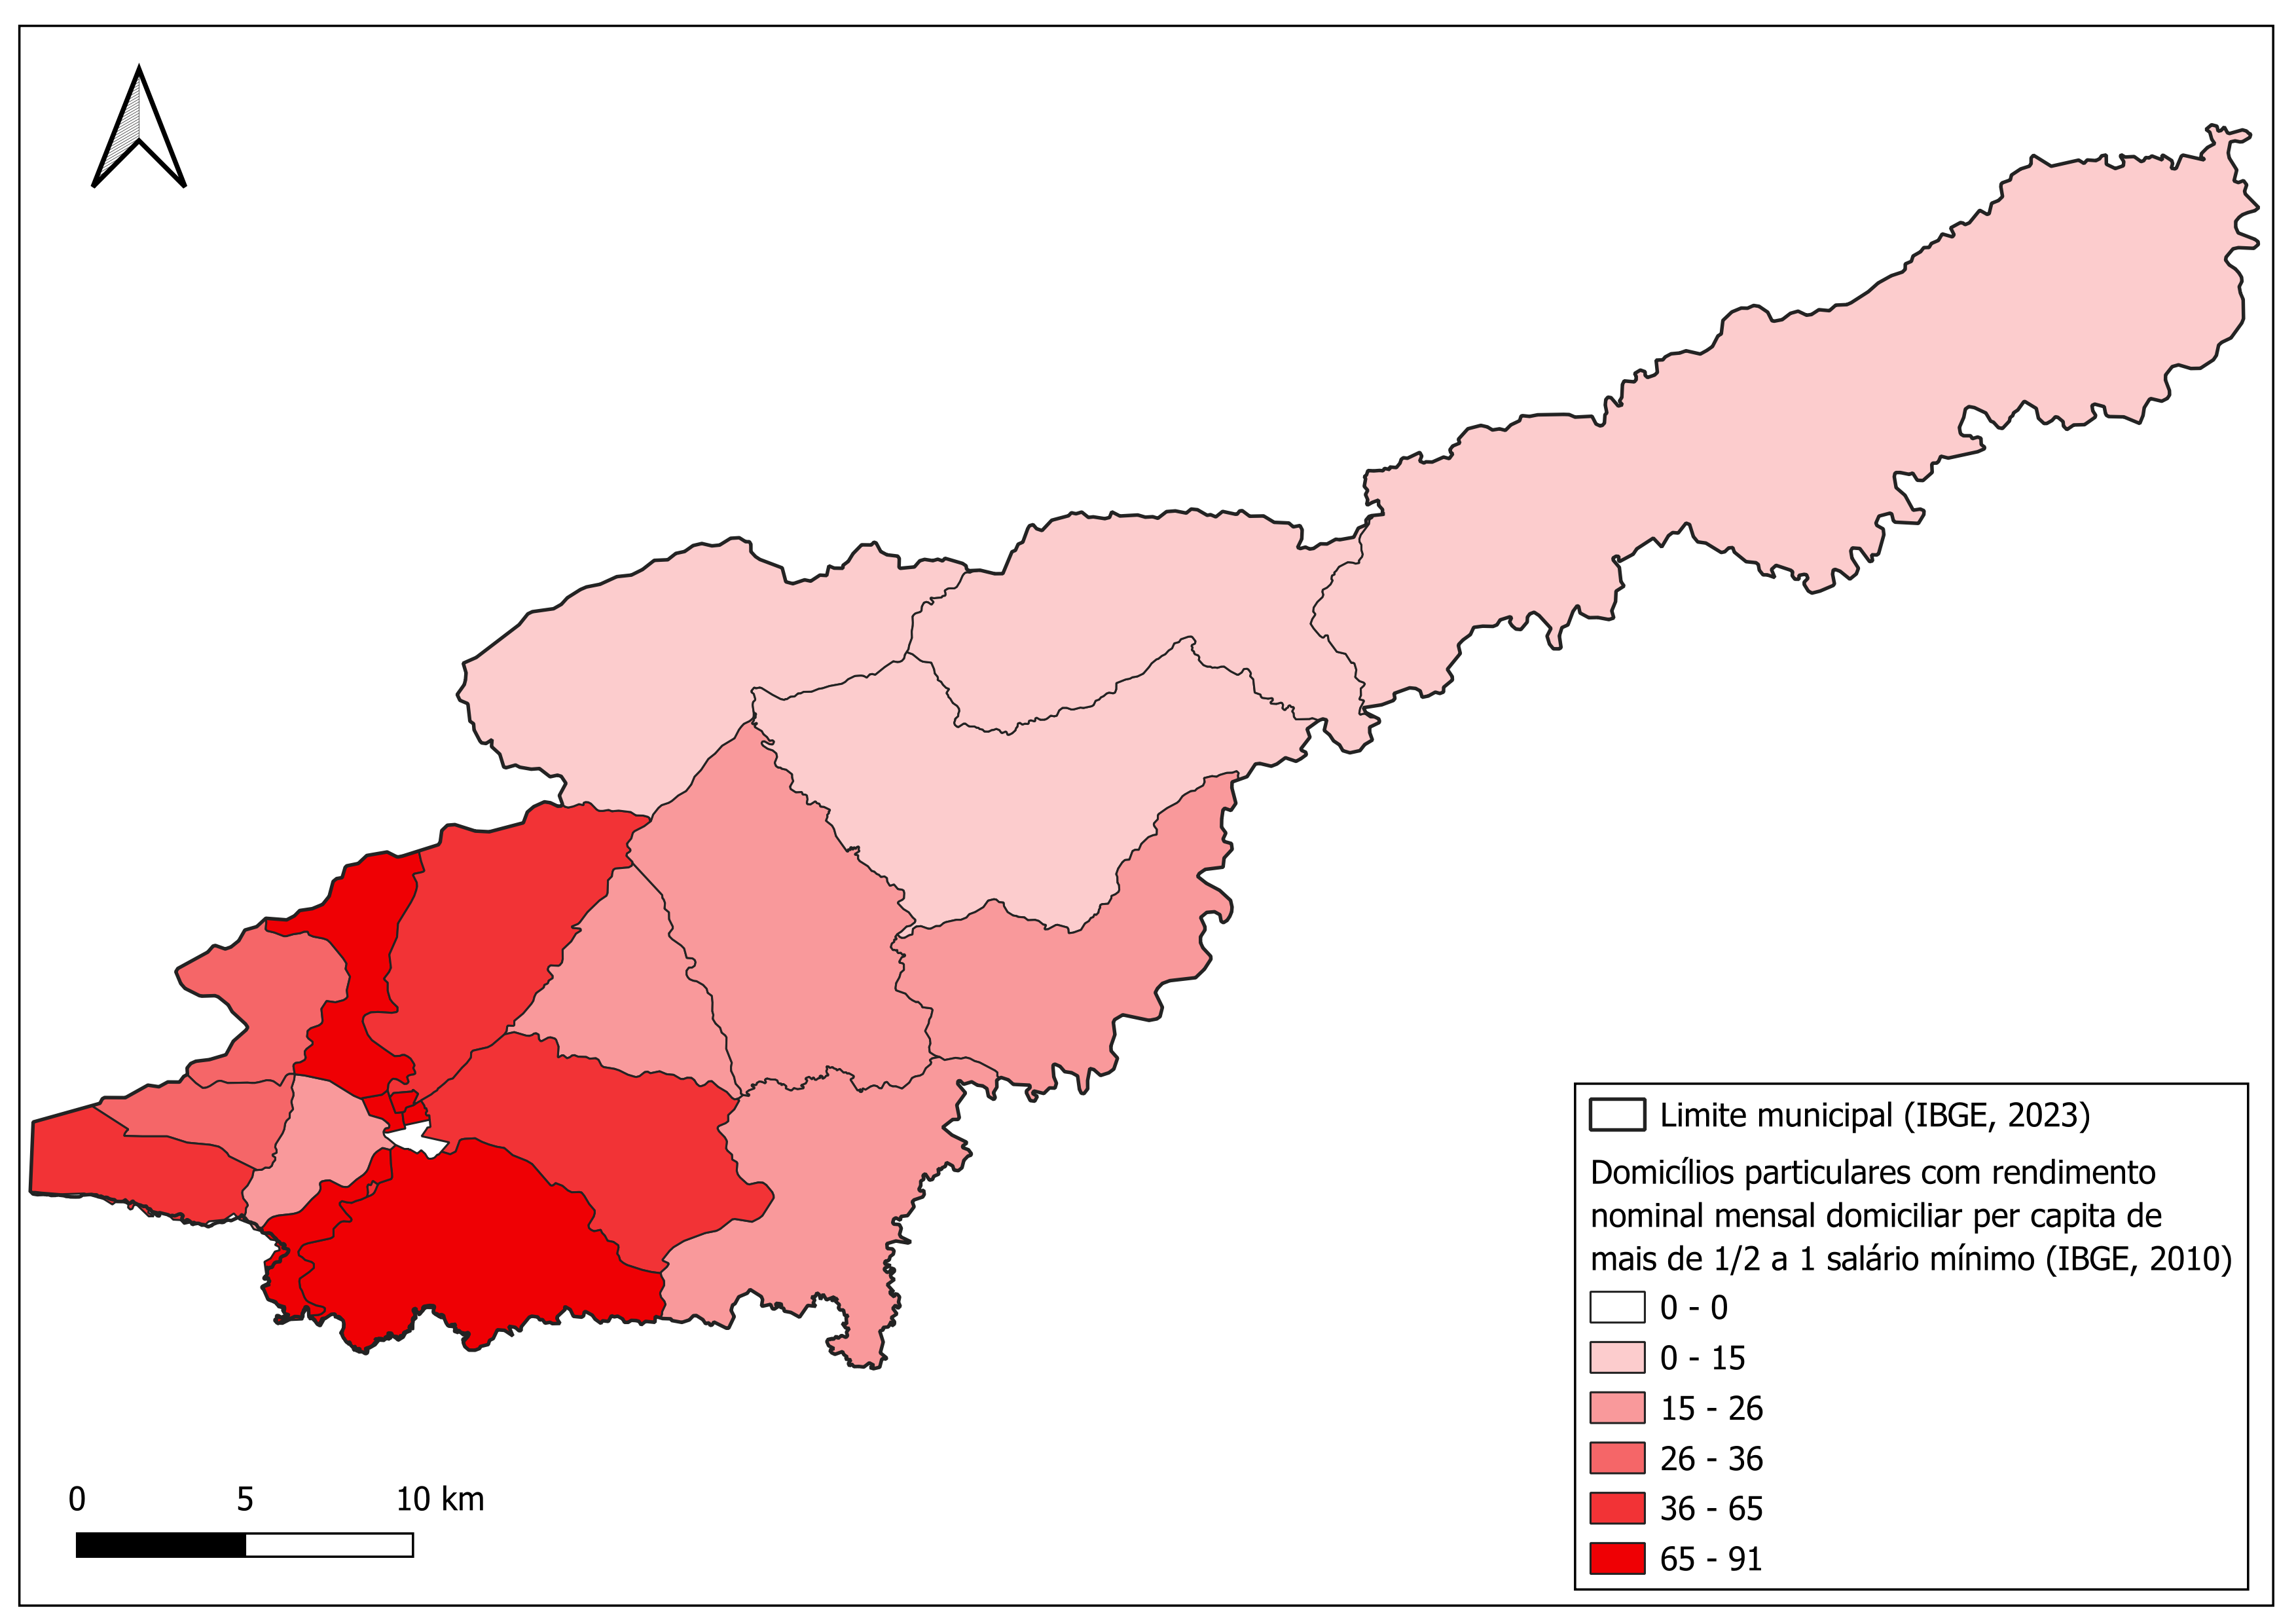 Limite municipal (IBGE, 2023)
Domicílios particulares com rendimento
nominal mensal domiciliar per capita de
mais de 1/2 a 1 salário mínimo (IBGE, 2010)
0 - 0
0 - 15
15 - 26
26 - 36
36 - 65
65 - 91
0 5 10 km